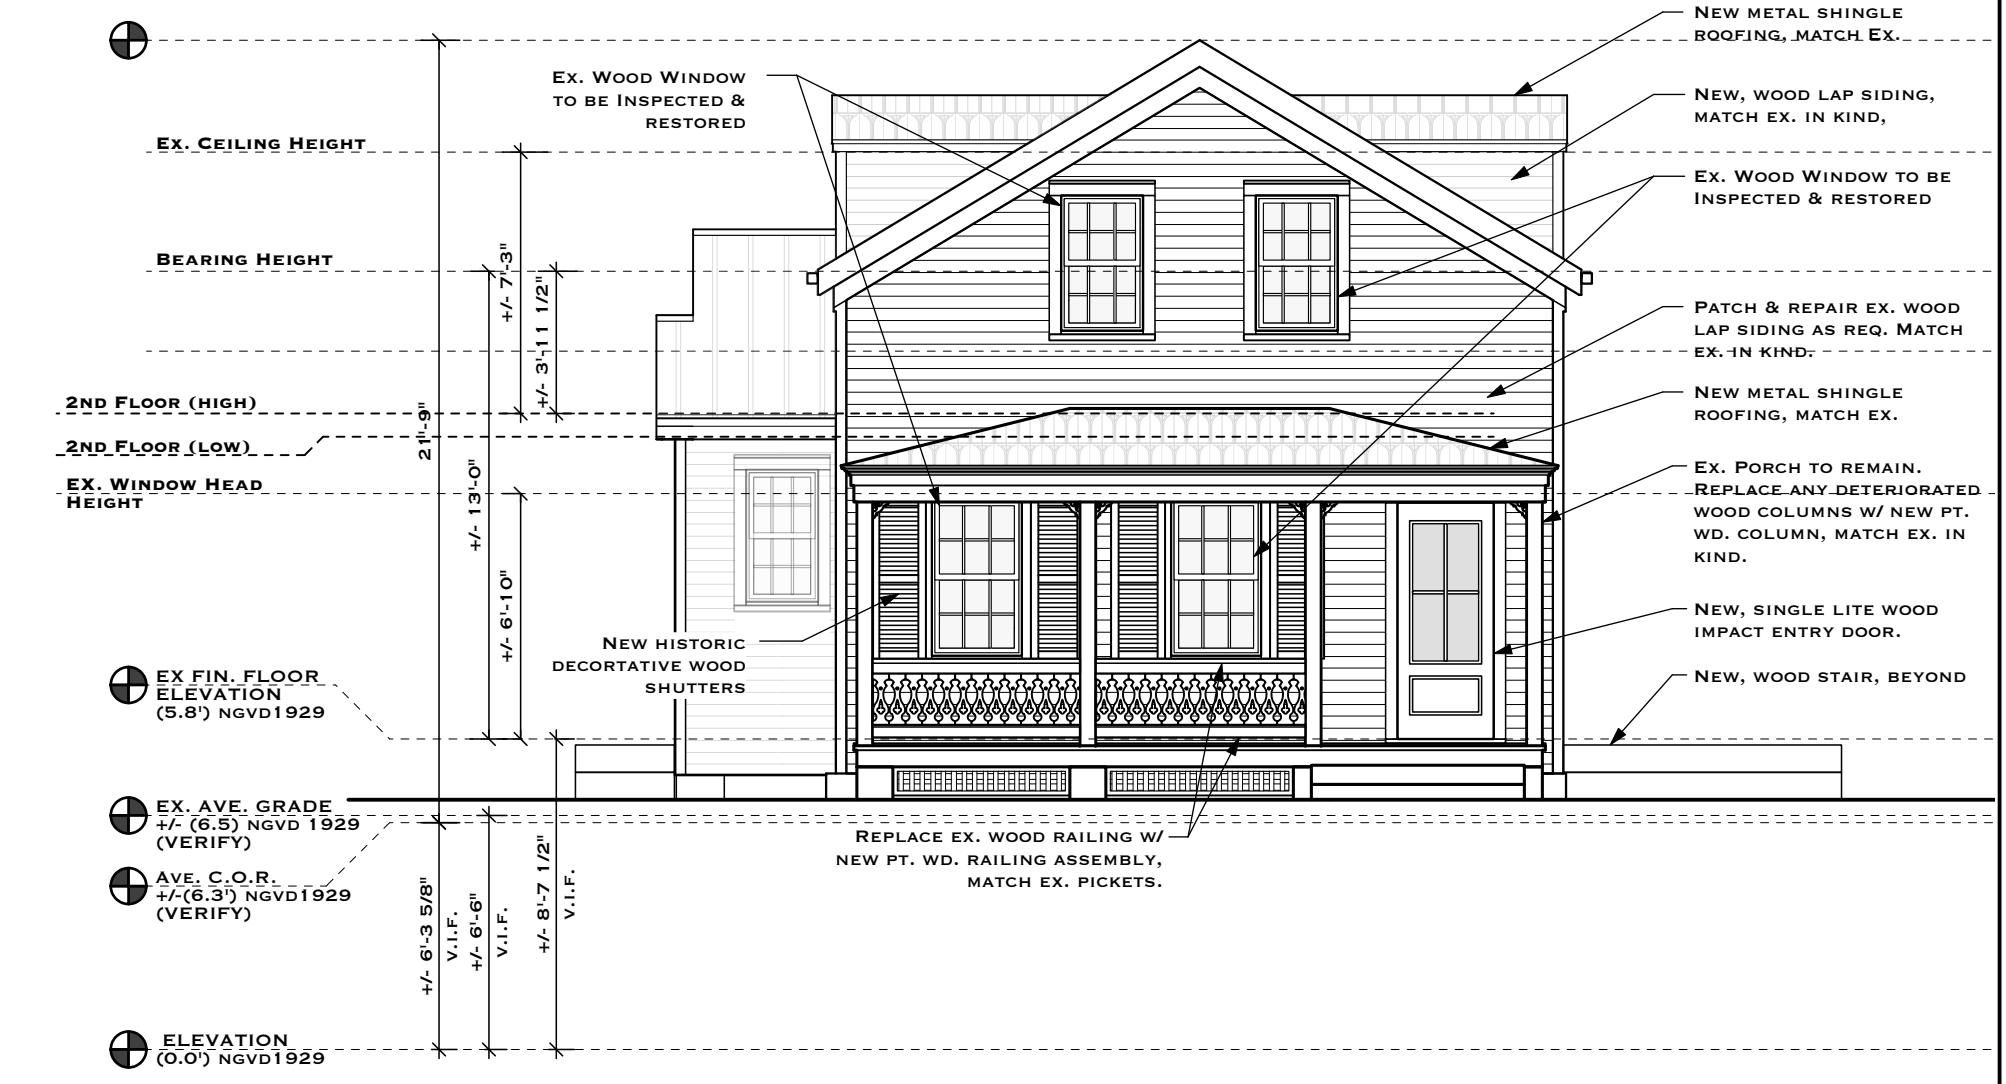 Ex. Ceiling Height
Bearing Height
2nd Floor (high)
2nd Floor (low)
EX. Window Head
Height
EX FIN. FLOOR
ELEVATION
(5.8') NGVD1929
EX. AVE. GRADE
+/- (6.5) NGVD 1929
(VERIFY)
Ave. C.O.R.
+/-(6.3') NGVD1929
(VERIFY)
ELEVATION
(0.0') NGVD1929
21'-9"
+/- 13'-0"
+/- 7'-3"
+/- 3'-11 1/2"
+/- 6'-10"
+/- 6'-3 5/8"
V.I.F.
+/- 6'-6"
V.I.F.
+/- 8'-7 1/2"
V.I.F.
Ex. Wood Window
to be Inspected &
restored
New historic
decortative wood
shutters
Replace ex. wood railing w/
new pt. wd. railing assembly,
match ex. pickets.
New metal shingle
roofing, match Ex.
New, wood lap siding,
match ex. in kind,
Ex. Wood Window to be
Inspected & restored
Patch & repair ex. wood
lap siding as req. Match
ex. in kind.
New metal shingle
roofing, match ex.
Ex. Porch to remain.
Replace any deteriorated
wood columns w/ new pt.
wd. column, match ex. in
kind.
New, single lite wood
impact entry door.
New, wood stair, beyond